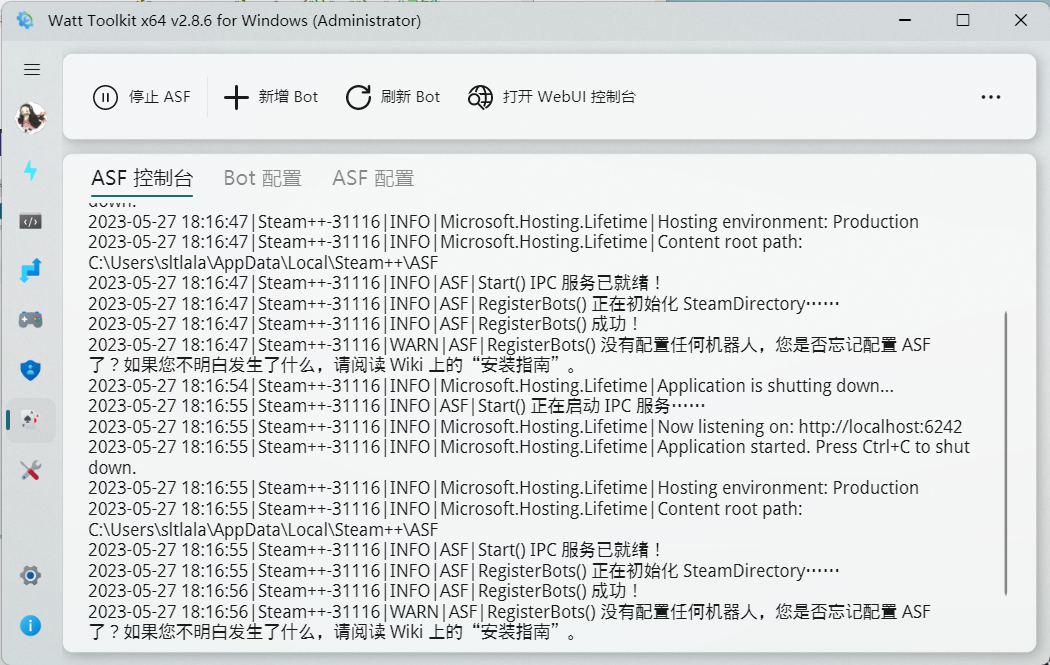 Watt Toolkit x64 v2.8.6 for Windows (Administrator)
停止 ASF
新增 Bot
刷新 Bot
打开 WebUI 控制台
ASF 控制台
Bot 配置
ASF 配置
down.
2023-05-27 18:16:47|Steam++-31116|INFO|Microsoft.Hosting.Lifetime|Hosting environment: Production
2023-05-27 18:16:47|Steam++-31116|INFO|Microsoft.Hosting.Lifetime|Content root path:
C:\Users\sltlala\AppData\Local\Steam++\ASF
2023-05-27 18:16:47|Steam++-31116|INFO|ASF|Start() IPC 服务已就绪！
2023-05-27 18:16:47|Steam++-31116|INFO|ASF|RegisterBots() 正在初始化 SteamDirectory……
2023-05-27 18:16:47|Steam++-31116|INFO|ASF|RegisterBots() 成功！
2023-05-27 18:16:47|Steam++-31116|WARN|ASF|RegisterBots() 没有配置任何机器人，您是否忘记配置 ASF
了？如果您不明白发生了什么，请阅读 Wiki 上的“安装指南”。
2023-05-27 18:16:54|Steam++-31116|INFO|Microsoft.Hosting.Lifetime|Application is shutting down...
2023-05-27 18:16:55|Steam++-31116|INFO|ASF|Start() 正在启动 IPC 服务……
2023-05-27 18:16:55|Steam++-31116|INFO|Microsoft.Hosting.Lifetime|Now listening on: http://localhost:6242
2023-05-27 18:16:55|Steam++-31116|INFO|Microsoft.Hosting.Lifetime|Application started. Press Ctrl+C to shut
down.
2023-05-27 18:16:55|Steam++-31116|INFO|Microsoft.Hosting.Lifetime|Hosting environment: Production
2023-05-27 18:16:55|Steam++-31116|INFO|Microsoft.Hosting.Lifetime|Content root path:
C:\Users\sltlala\AppData\Local\Steam++\ASF
2023-05-27 18:16:55|Steam++-31116|INFO|ASF|Start() IPC 服务已就绪！
2023-05-27 18:16:55|Steam++-31116|INFO|ASF|RegisterBots() 正在初始化 SteamDirectory……
2023-05-27 18:16:56|Steam++-31116|INFO|ASF|RegisterBots() 成功！
2023-05-27 18:16:56|Steam++-31116|WARN|ASF|RegisterBots() 没有配置任何机器人，您是否忘记配置 ASF
了？如果您不明白发生了什么，请阅读 Wiki 上的“安装指南”。